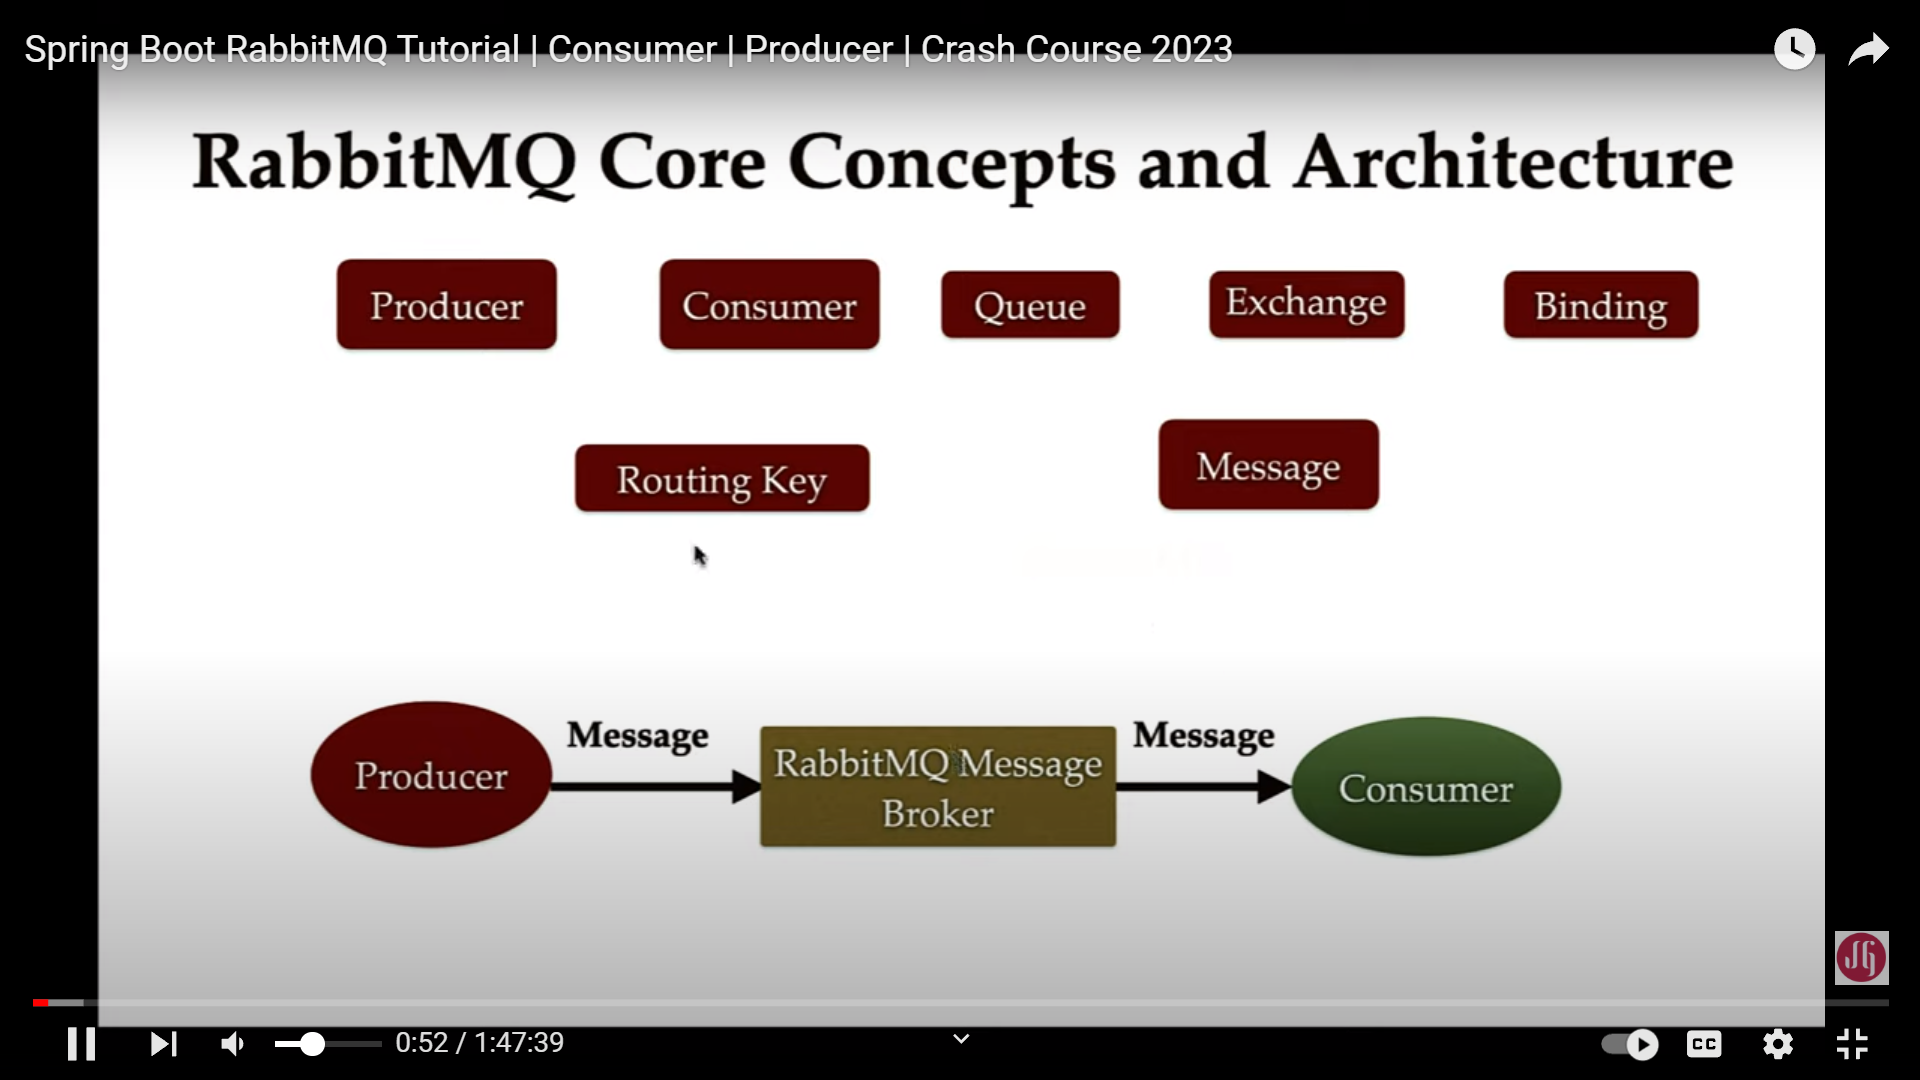 Spring Boot RabbitMQ Tutorial | Consumer | Producer | Crash Course 2023
RabbitMQ Core Concepts and Architecture
Producer
Consumer
Queue
Exchange
Binding
Routing Key
Message
Producer
Message
RabbitMQ Message
Broker
Message
Consumer
0:52 / 1:47:39
CC